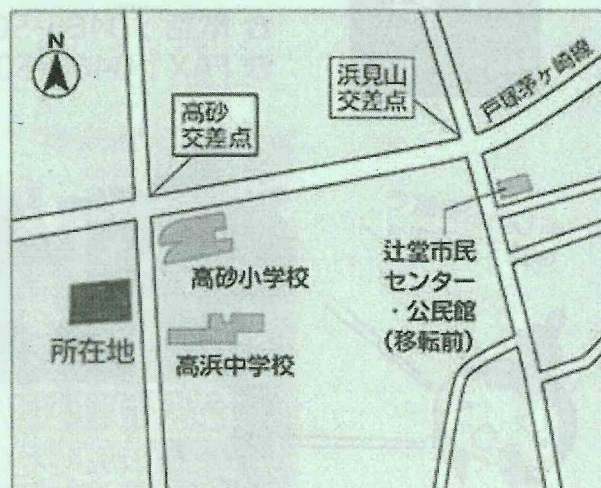 N
高砂
交差点
浜見山
交差点
戸塚茅ヶ崎線
高砂小学校
辻堂市民
センター
・公民館
(移転前)
所在地
高浜中学校